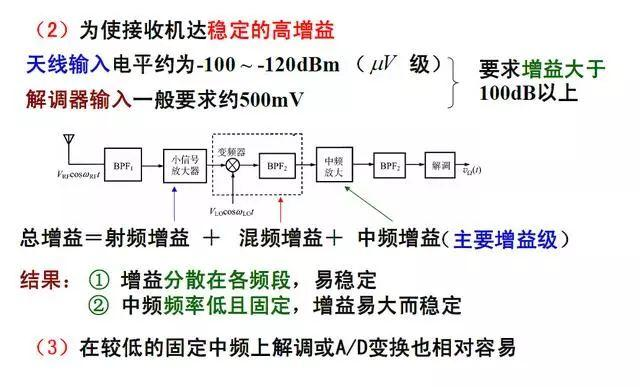 （2）为使接收机达稳定的高增益
天线输入电平约为-100 ~ -120dBm （ μV 级）
解调器输入一般要求约500mV
要求增益大于
100dB以上
变频器
BPF₁
小信号
放大器
BPF₂
中频
放大
BPF₂
解调
v_Ω(t)
V_RF cosω_RF t
V_LO cosω_LO t
总增益＝射频增益 ＋ 混频增益＋ 中频增益(主要增益级)
结果： ① 增益分散在各频段，易稳定
② 中频频率低且固定，增益易大而稳定
（3）在较低的固定中频上解调或A/D变换也相对容易